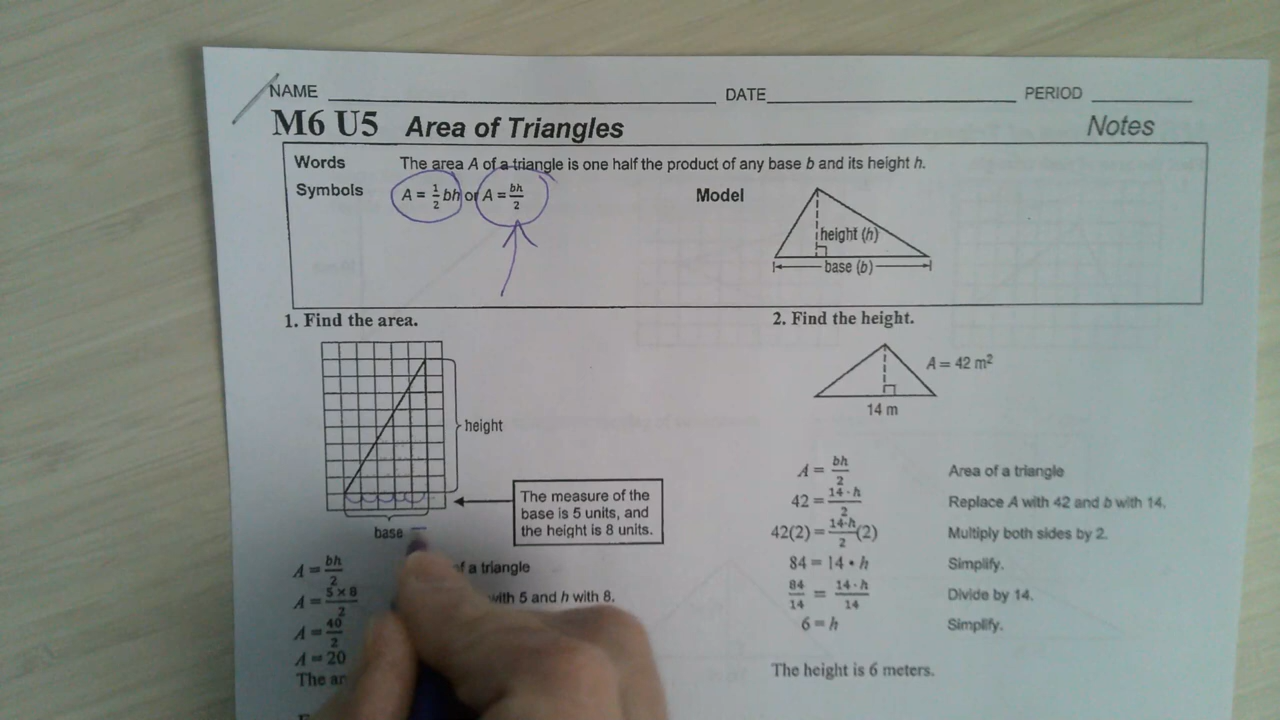 NAME DATE PERIOD
M6 U5 Area of Triangles Notes
Words The area A of a triangle is one half the product of any base b and its height h.
Symbols A = 1/2 bh or A = bh/2 Model
height (h)
base (b)
1. Find the area.
height
The measure of the
base is 5 units, and
the height is 8 units.
base
A = bh/2 of a triangle
A = 5 × 8/2 with 5 and h with 8.
A = 40/2
A = 20
The
2. Find the height.
A = 42 m²
14 m
A = bh/2 Area of a triangle
42 = 14 · h/2 Replace A with 42 and b with 14.
42(2) = 14·h/2 (2) Multiply both sides by 2.
84 = 14 • h Simplify.
84/14 = 14 · h/14 Divide by 14.
6 = h Simplify.
The height is 6 meters.